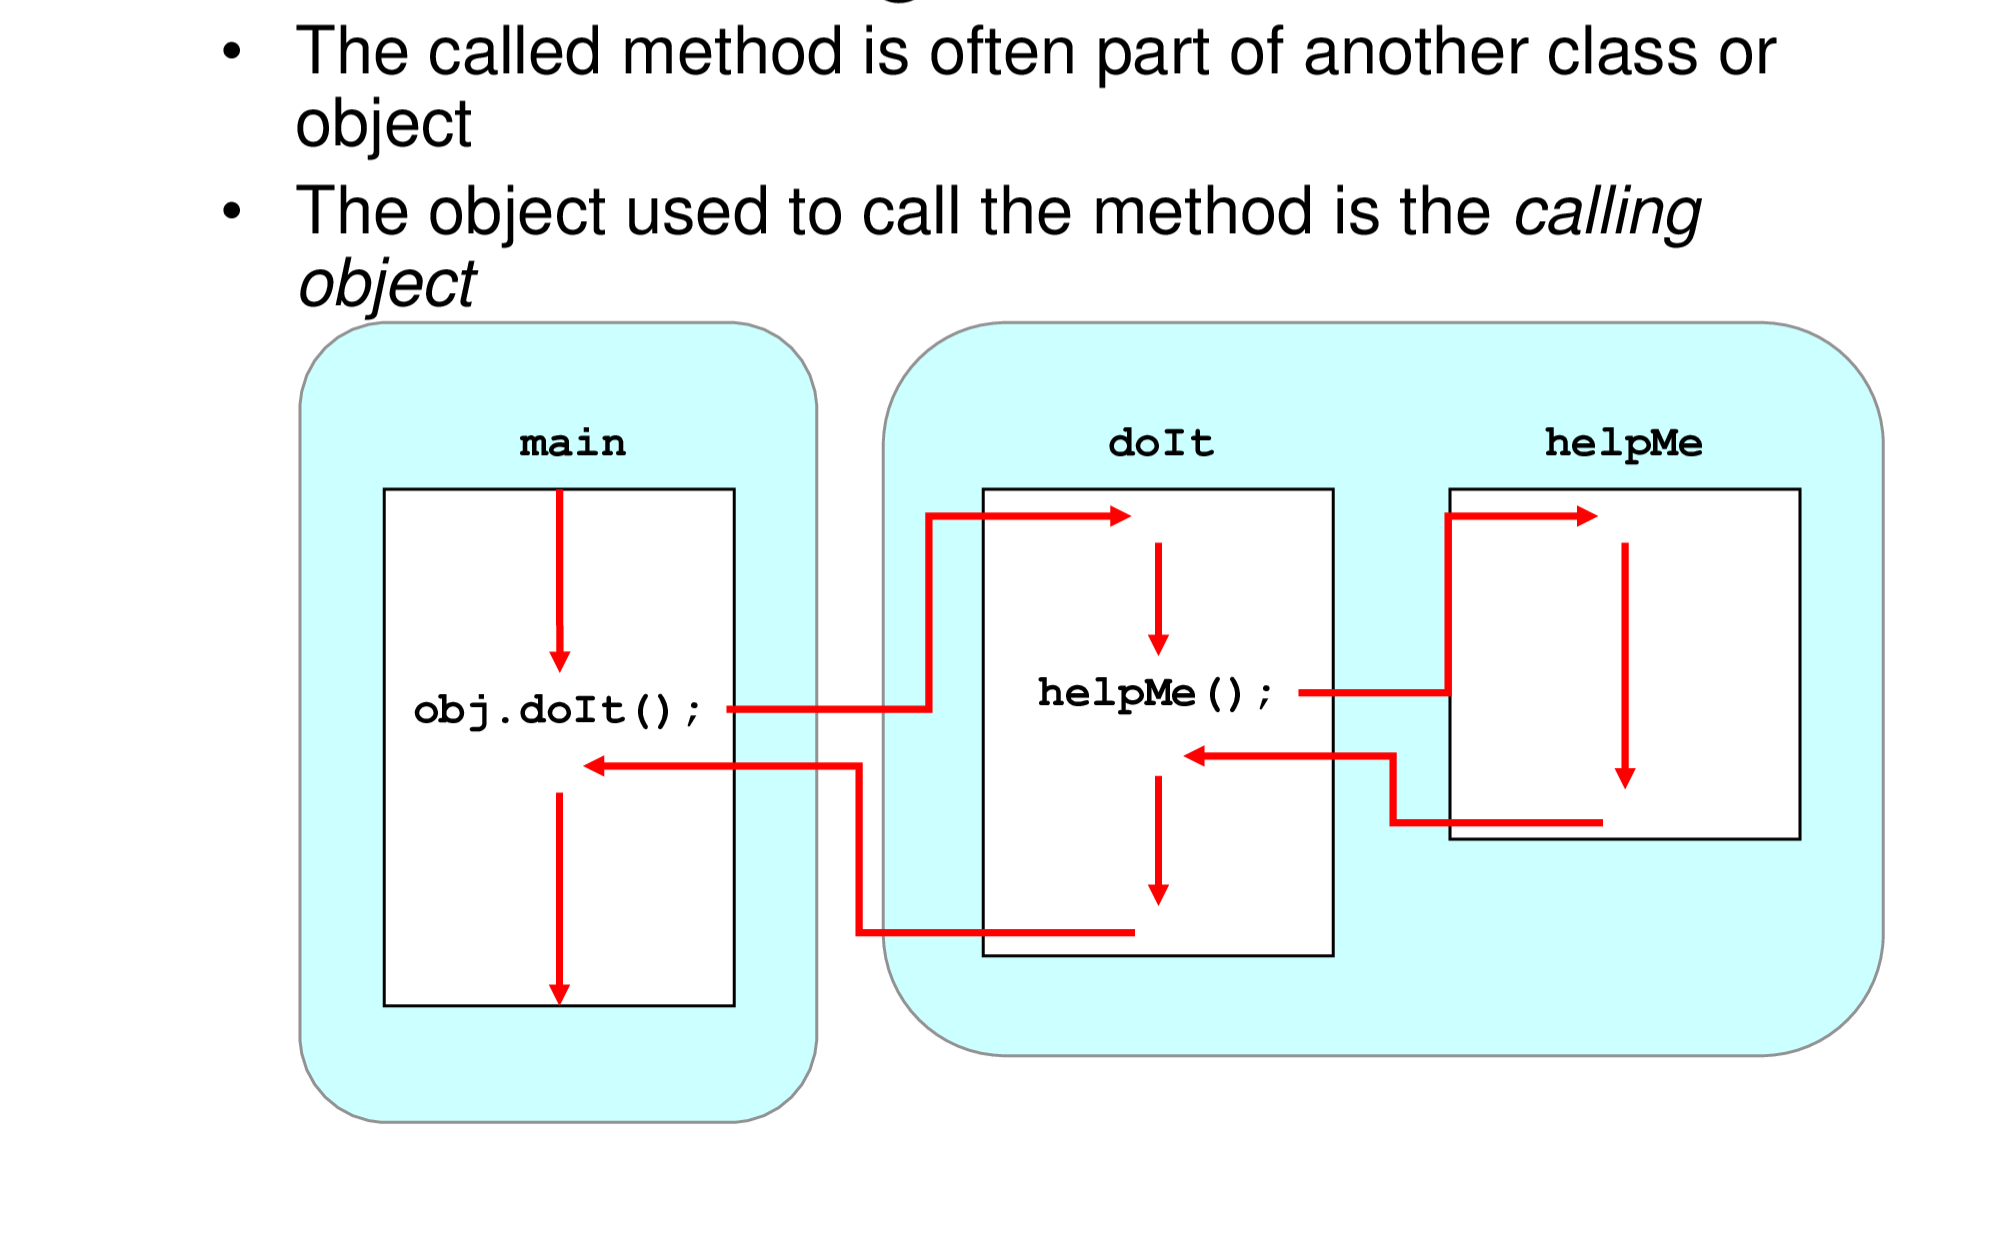 • The called method is often part of another class or
object
• The object used to call the method is the calling
object
main doIt helpMe
obj.doIt(); helpMe();